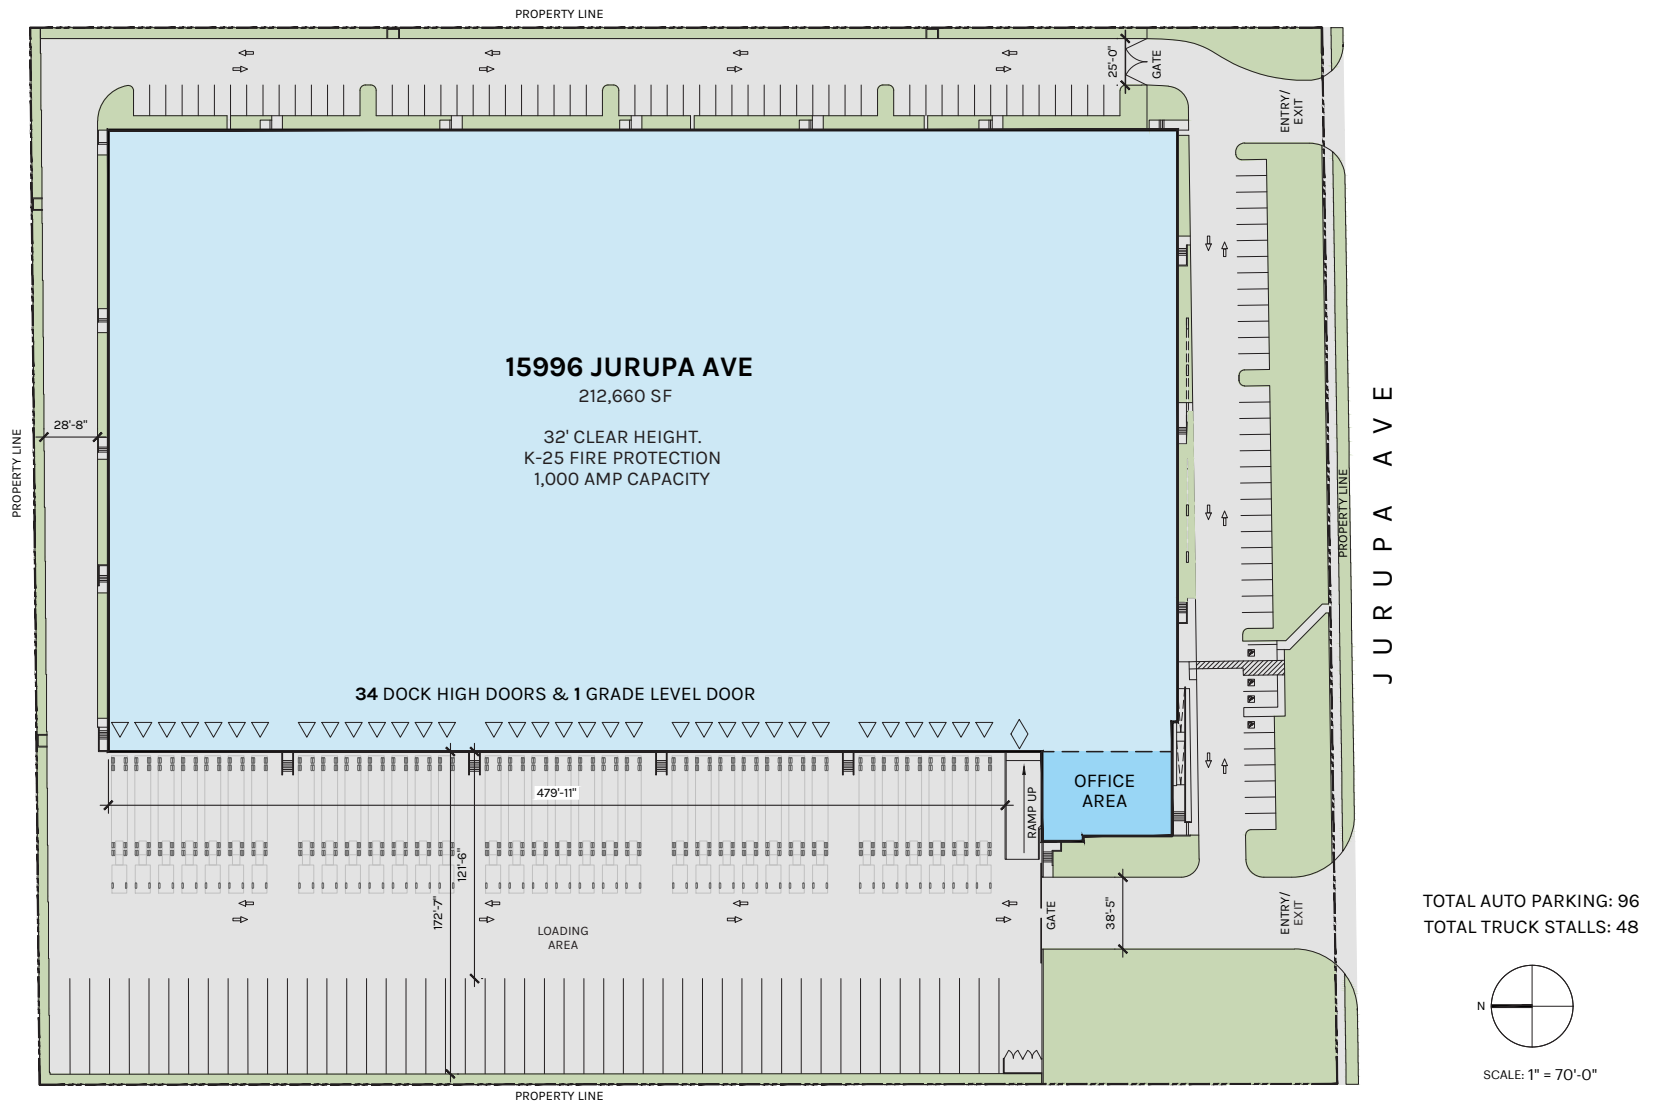 PROPERTY LINE
25'-0"
GATE
ENTRY/
EXIT
15996 JURUPA AVE
212,660 SF
32' CLEAR HEIGHT.
K-25 FIRE PROTECTION
1,000 AMP CAPACITY
28'-8"
PROPERTY LINE
PROPERTY LINE
JURUPA AVE
34 DOCK HIGH DOORS & 1 GRADE LEVEL DOOR
479'-11"
RAMP UP
OFFICE
AREA
121'-6"
172'-7"
LOADING
AREA
GATE
38'-5"
ENTRY/
EXIT
TOTAL AUTO PARKING: 96
TOTAL TRUCK STALLS: 48
N
SCALE: 1" = 70'-0"
PROPERTY LINE